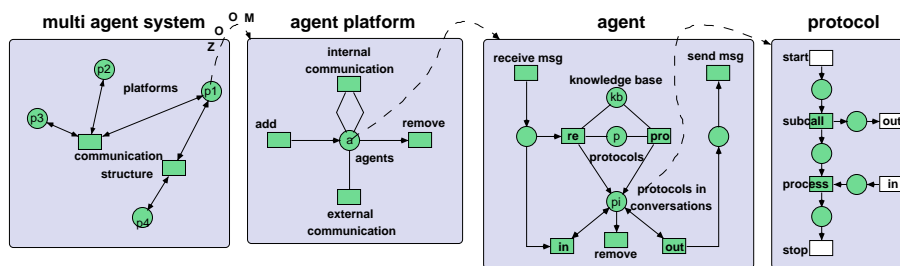 multi agent system
Z
O
O
M
agent platform
agent
protocol
p2
platforms
p1
p3
communication
structure
p4
internal
communication
add
a
remove
agents
external
communication
receive msg
send msg
knowledge base
kb
re
p
pro
protocols
protocols in
conversations
pi
in
remove
out
start
subcall
out
process
in
stop